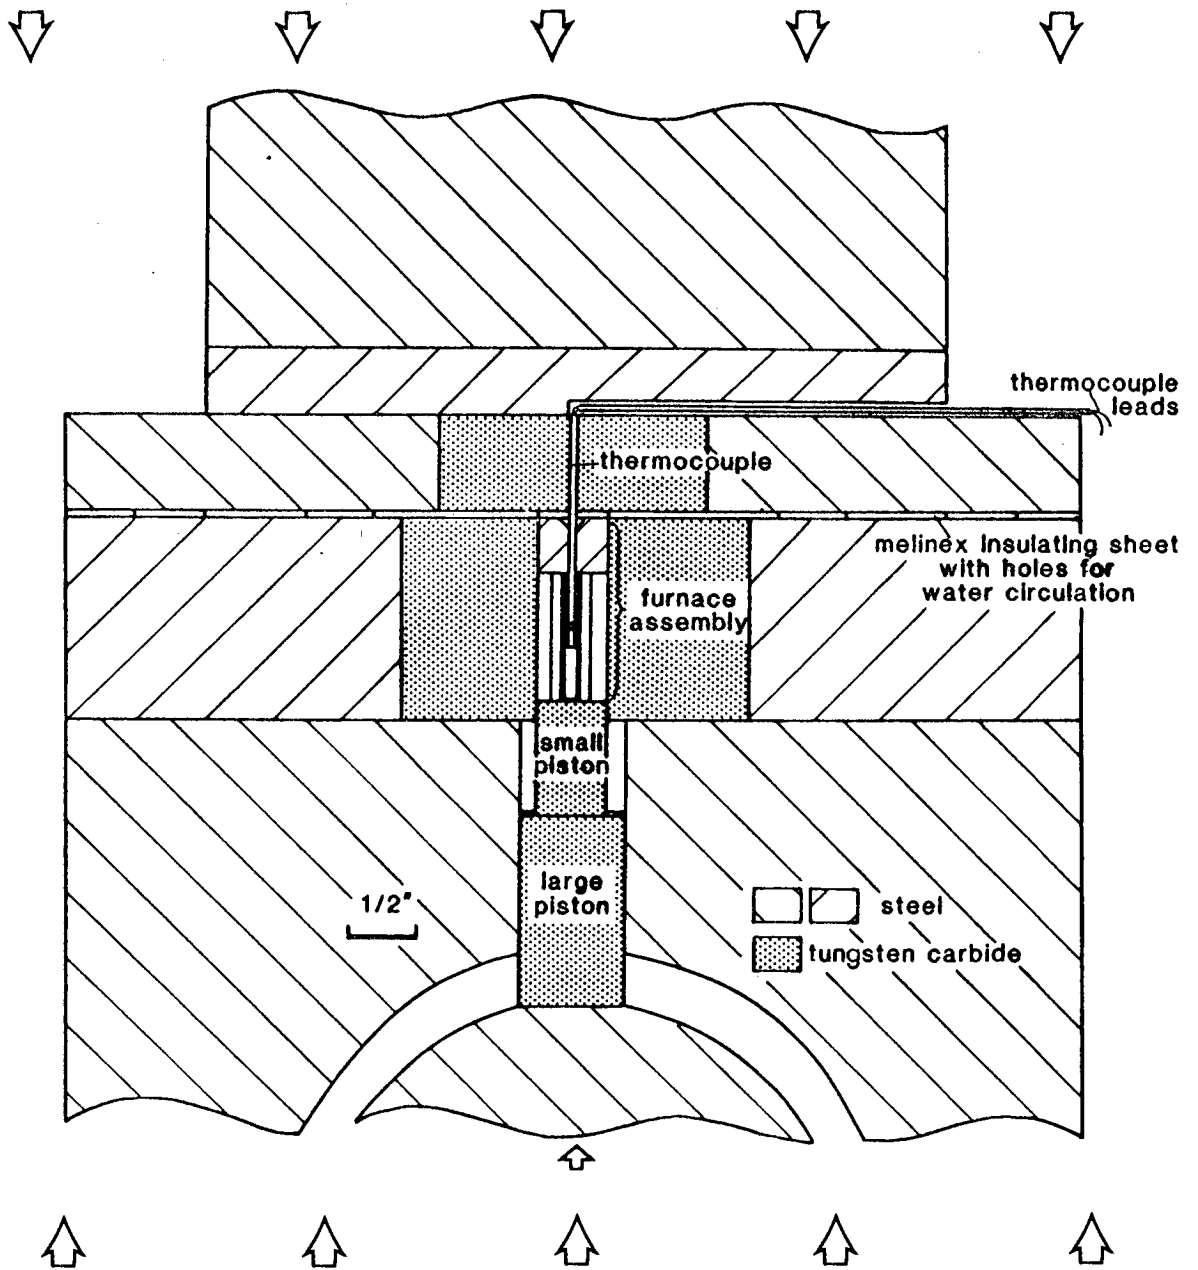 thermocouple
leads
thermocouple
melinex insulating sheet
with holes for
water circulation
furnace
assembly
small
piston
large
piston
1/2"
steel
tungsten carbide